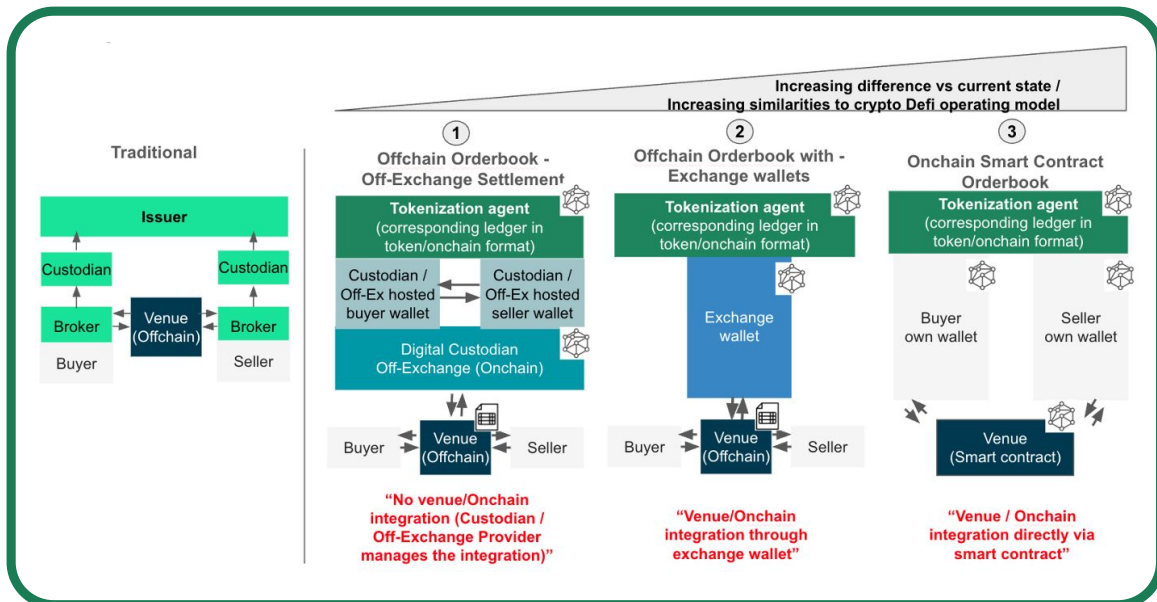 Increasing difference vs current state /
Increasing similarities to crypto Defi operating model
Traditional
Issuer
Custodian
Custodian
Broker
Venue
(Offchain)
Broker
Buyer
Seller
1
Offchain Orderbook -
Off-Exchange Settlement
Tokenization agent
(corresponding ledger in
token/onchain format)
Custodian /
Off-Ex hosted
buyer wallet
Custodian /
Off-Ex hosted
seller wallet
Digital Custodian
Off-Exchange (Onchain)
Buyer
Venue
(Offchain)
Seller
“No venue/Onchain
integration (Custodian /
Off-Exchange Provider
manages the integration)”
2
Offchain Orderbook with -
Exchange wallets
Tokenization agent
(corresponding ledger in
token/onchain format)
Exchange
wallet
Buyer
Venue
(Offchain)
Seller
“Venue/Onchain
integration through
exchange wallet”
3
Onchain Smart Contract
Orderbook
Tokenization agent
(corresponding ledger in
token/onchain format)
Buyer
own wallet
Seller
own wallet
Venue
(Smart contract)
“Venue / Onchain
integration directly via
smart contract”